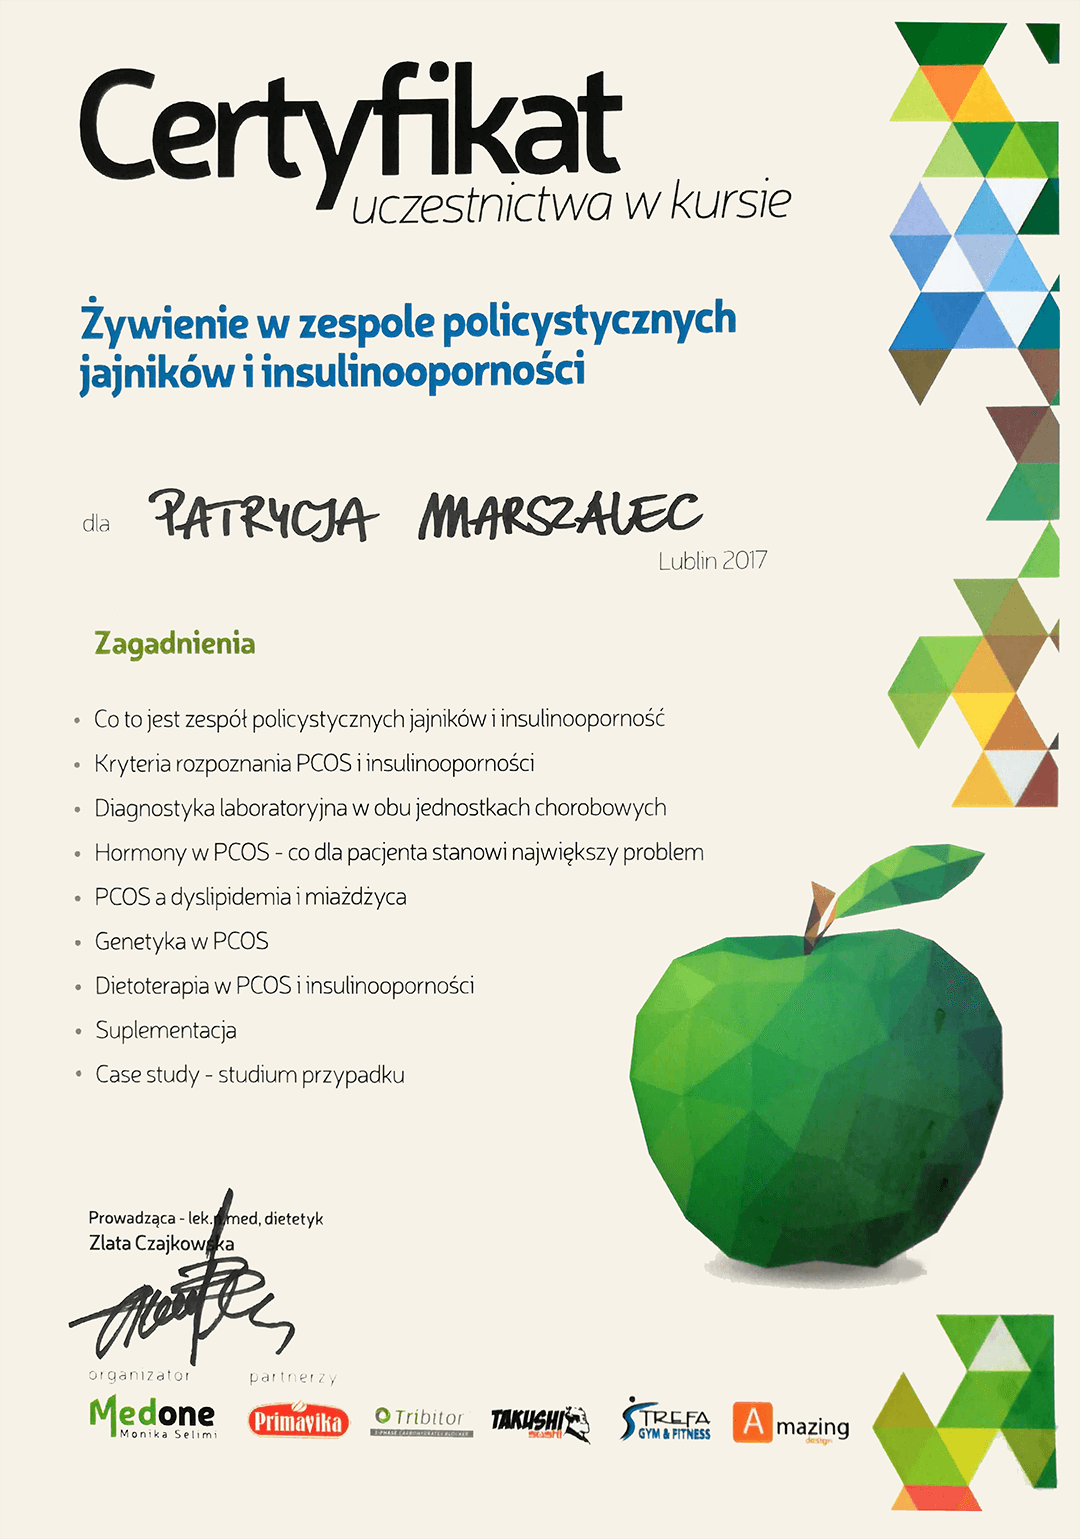 Certyfikat
uczestnictwa w kursie
Żywienie w zespole policystycznych
jajników i insulinooporności
dla PATRYCJA MARSZALEC
Lublin 2017
Zagadnienia
• Co to jest zespół policystycznych jajników i insulinooporność
• Kryteria rozpoznania PCOS i insulinooporności
• Diagnostyka laboratoryjna w obu jednostkach chorobowych
• Hormony w PCOS - co dla pacjenta stanowi największy problem
• PCOS a dyslipidemia i miażdżyca
• Genetyka w PCOS
• Dietoterapia w PCOS i insulinooporności
• Suplementacja
• Case study - studium przypadku
Prowadząca - lek. med, dietetyk
Zlata Czajkowska
organizator partnerzy
Medone
Monika Selimi
Primavika
Tribitor
TAKUSHI
sushi
STREFA
GYM & FITNESS
Amazing
design